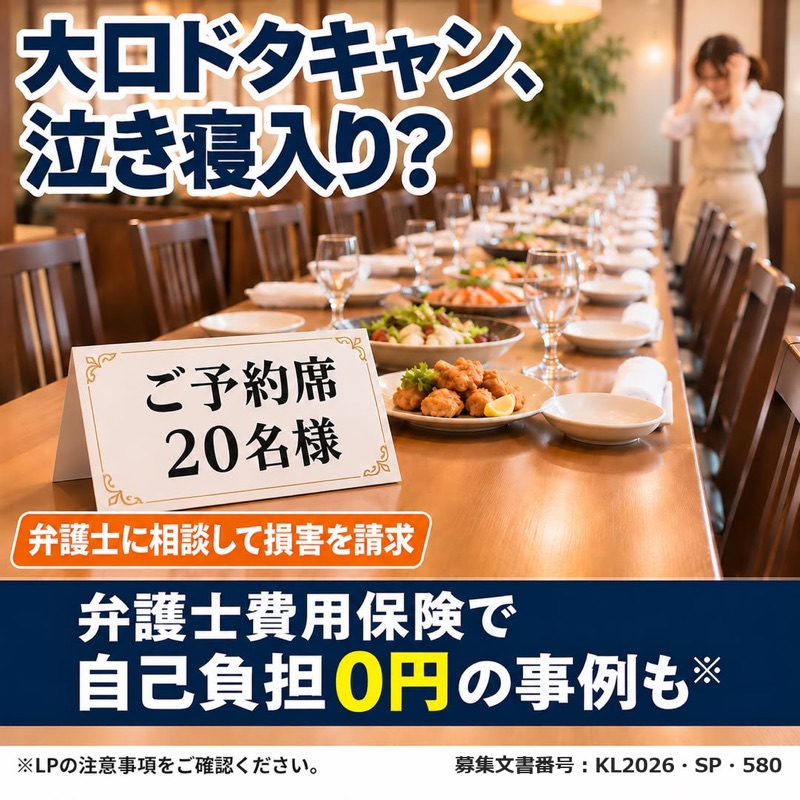 大口ドタキャン、
泣き寝入り?
ご予約席
20名様
弁護士に相談して損害を請求
弁護士費用保険で
自己負担0円の事例も※
※LPの注意事項をご確認ください。
募集文書番号：KL2026・SP・580